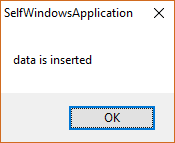 SelfWindowsApplication
data is inserted
OK